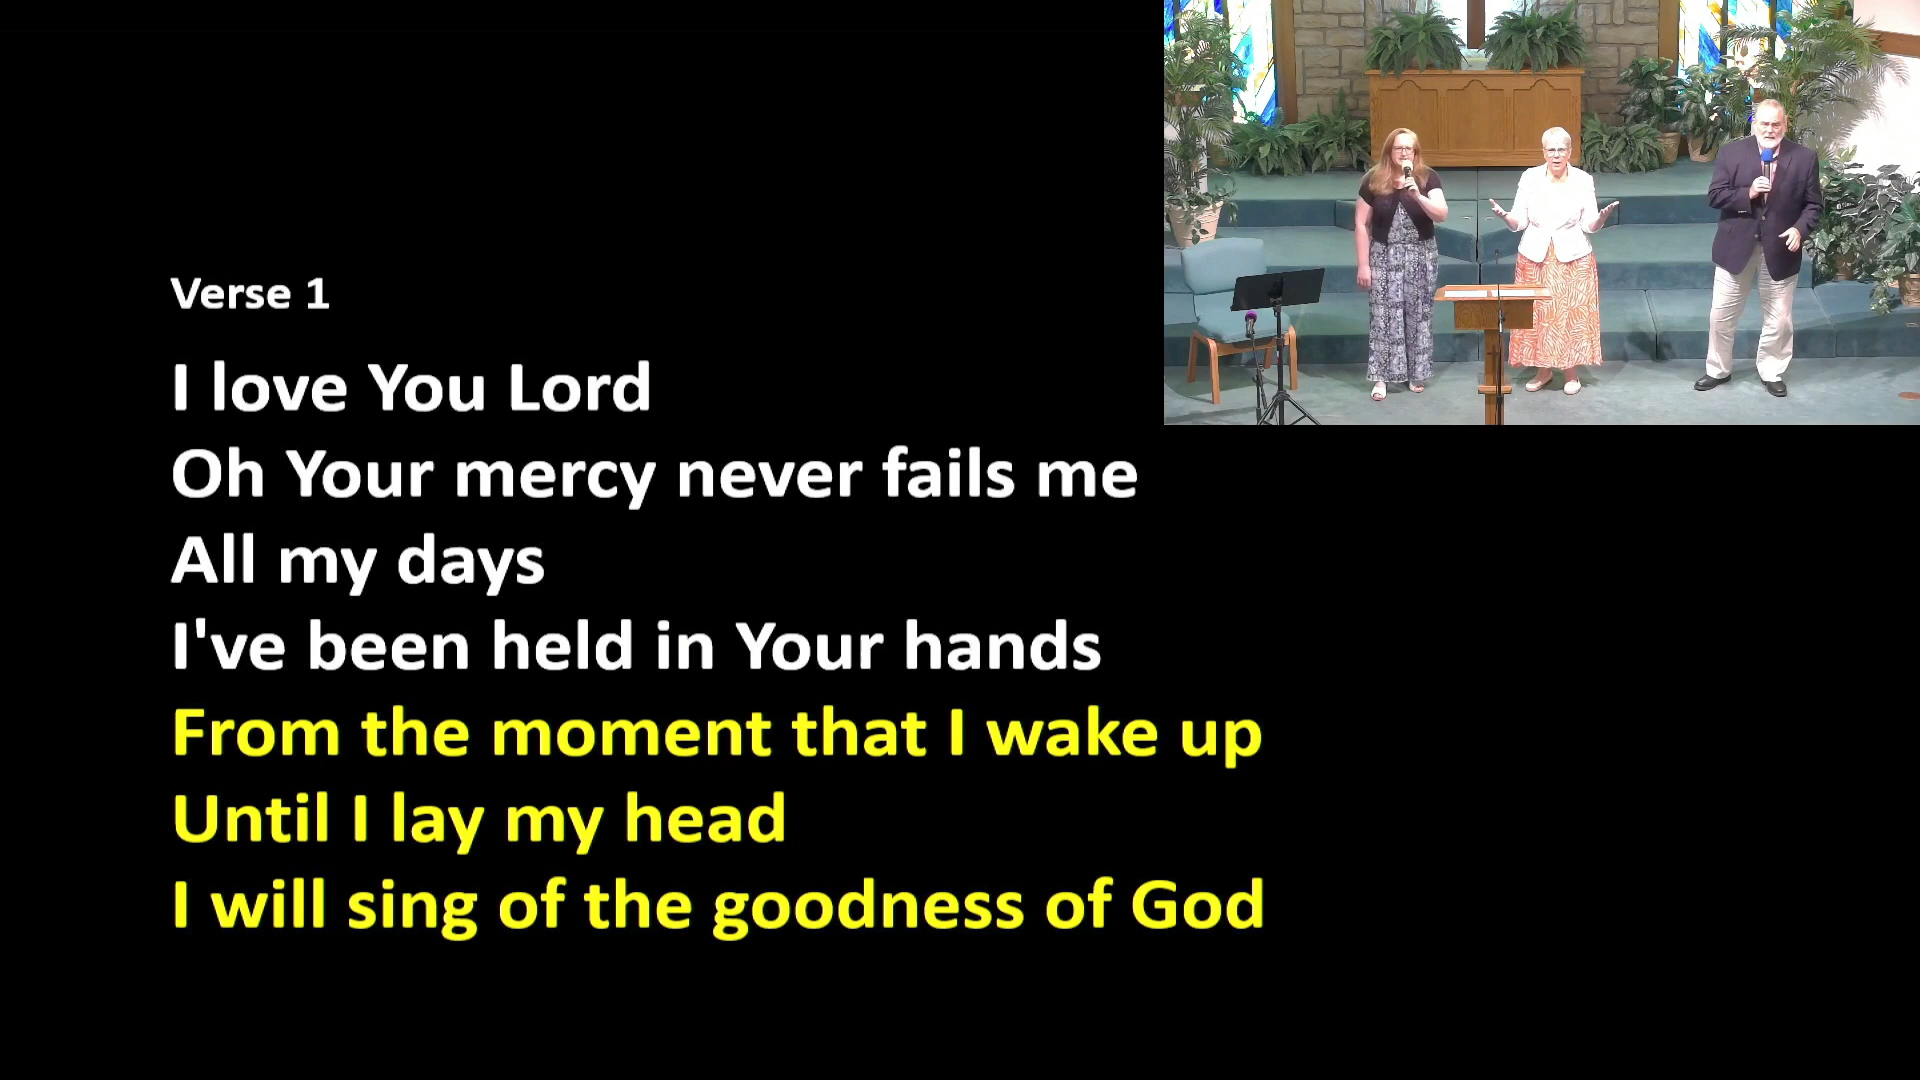 Verse 1
I love You Lord
Oh Your mercy never fails me
All my days
I've been held in Your hands
From the moment that I wake up
Until I lay my head
I will sing of the goodness of God